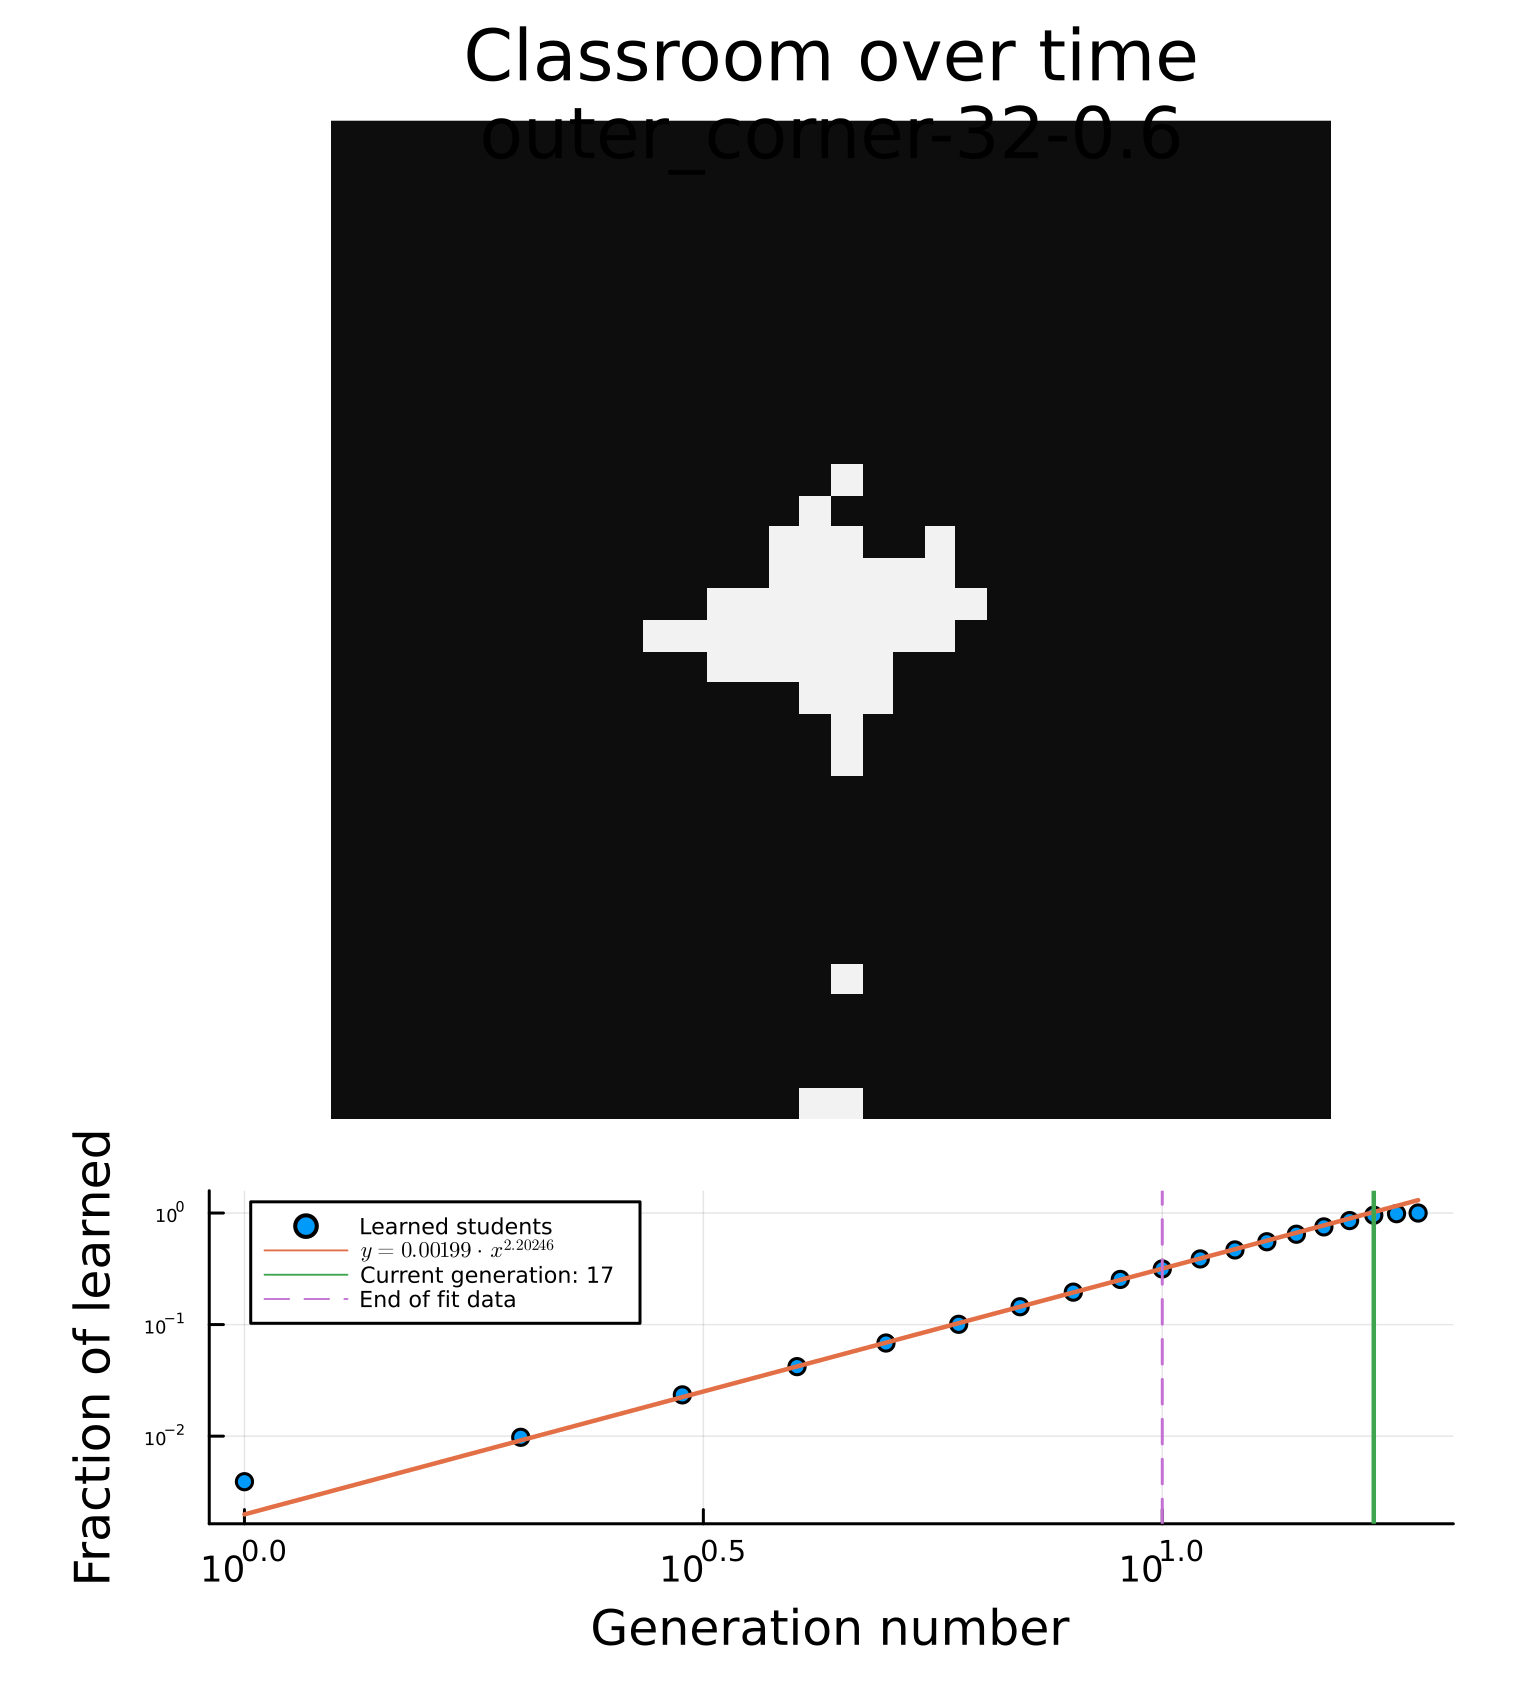 Classroom over time
outer_corner-32-0.6
Fraction of learned
10⁰
10⁻¹
10⁻²
Learned students
y = 0.00199 · x^{2.20246}
Current generation: 17
End of fit data
10^{0.0}
10^{0.5}
10^{1.0}
Generation number